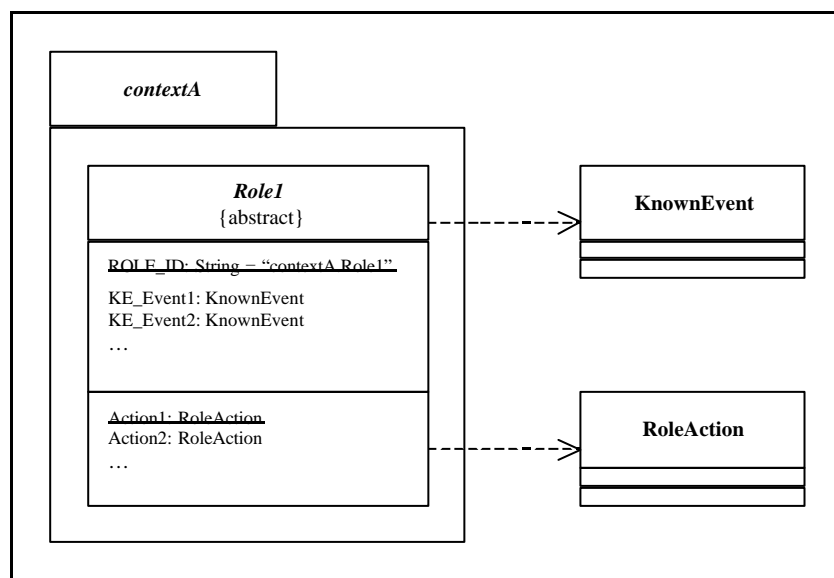 contextA
Role1
{abstract}
ROLE_ID: String = “contextA.Role1”
KE_Event1: KnownEvent
KE_Event2: KnownEvent
…
Action1: RoleAction
Action2: RoleAction
…
KnownEvent
RoleAction